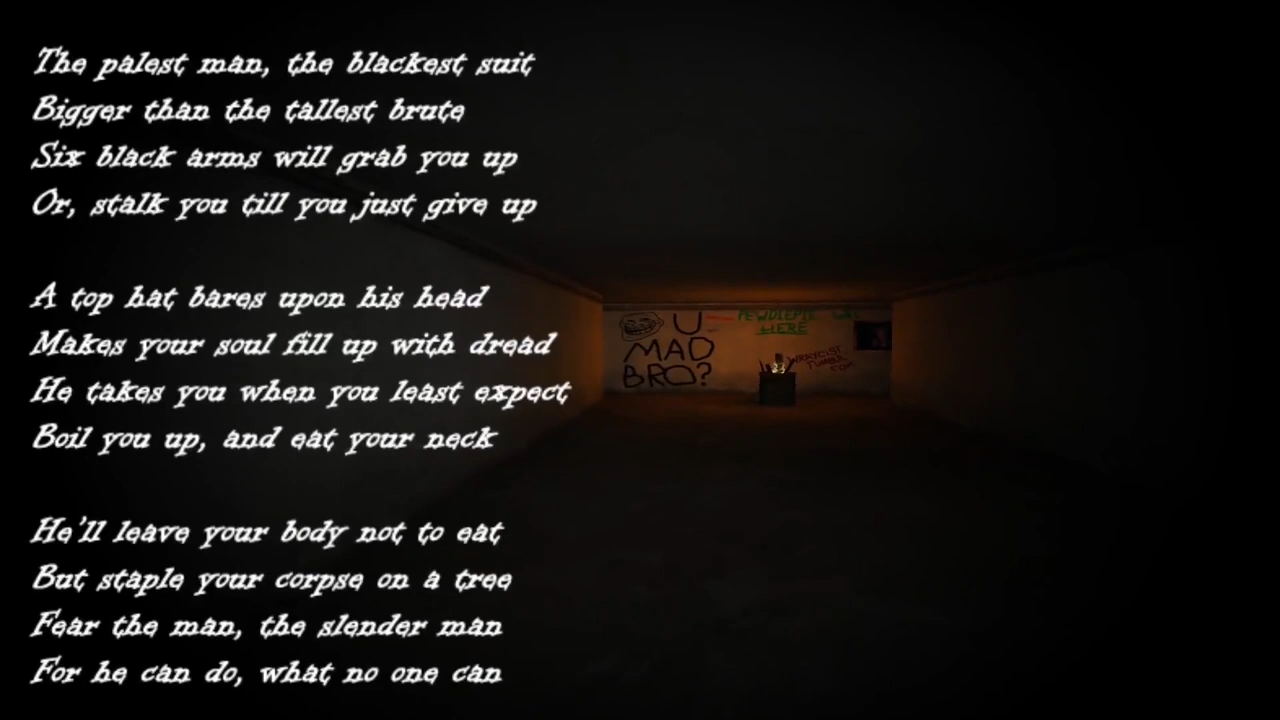 The palest man, the blackest suit
Bigger than the tallest brute
Six black arms will grab you up
Or, stalk you till you just give up
A top hat bares upon his head
Makes your soul fill up with dread
He takes you when you least expect
Boil you up, and eat your neck
He'll leave your body not to eat
But staple your corpse on a tree
Fear the man, the slender man
For he can do, what no one can
U
MAD
BRO?
PEWDIEPIE
HERE